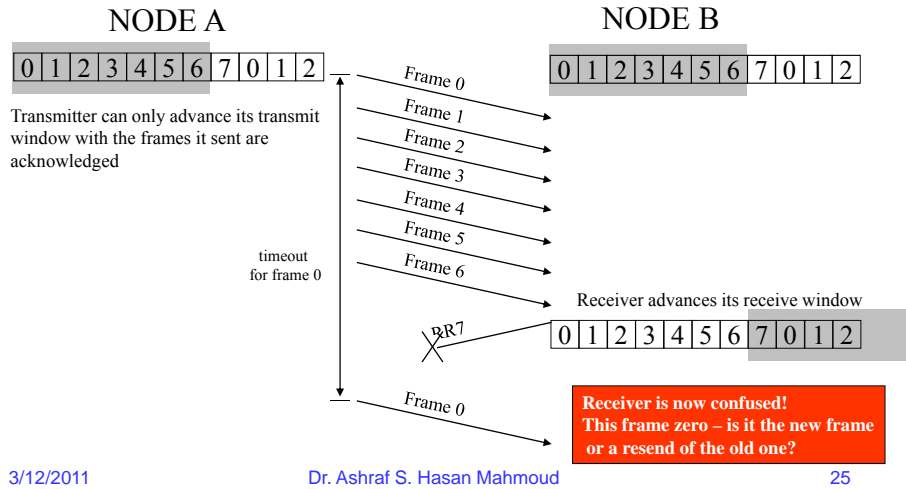 NODE A
NODE B
0 1 2 3 4 5 6 7 0 1 2
0 1 2 3 4 5 6 7 0 1 2
Transmitter can only advance its transmit
window with the frames it sent are
acknowledged
Frame 0
Frame 1
Frame 2
Frame 3
Frame 4
Frame 5
Frame 6
timeout
for frame 0
Receiver advances its receive window
RR7
0 1 2 3 4 5 6 7 0 1 2
Frame 0
Receiver is now confused!
This frame zero – is it the new frame
or a resend of the old one?
3/12/2011
Dr. Ashraf S. Hasan Mahmoud
25